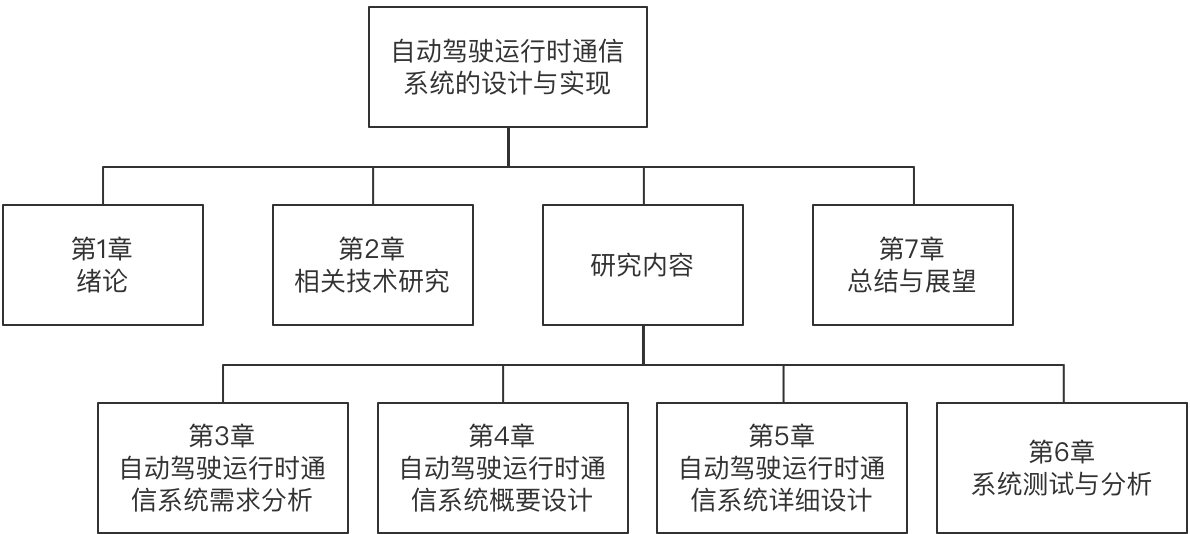 自动驾驶运行时通信
系统的设计与实现
第1章
绪论
第2章
相关技术研究
研究内容
第7章
总结与展望
第3章
自动驾驶运行时通
信系统需求分析
第4章
自动驾驶运行时通
信系统概要设计
第5章
自动驾驶运行时通
信系统详细设计
第6章
系统测试与分析